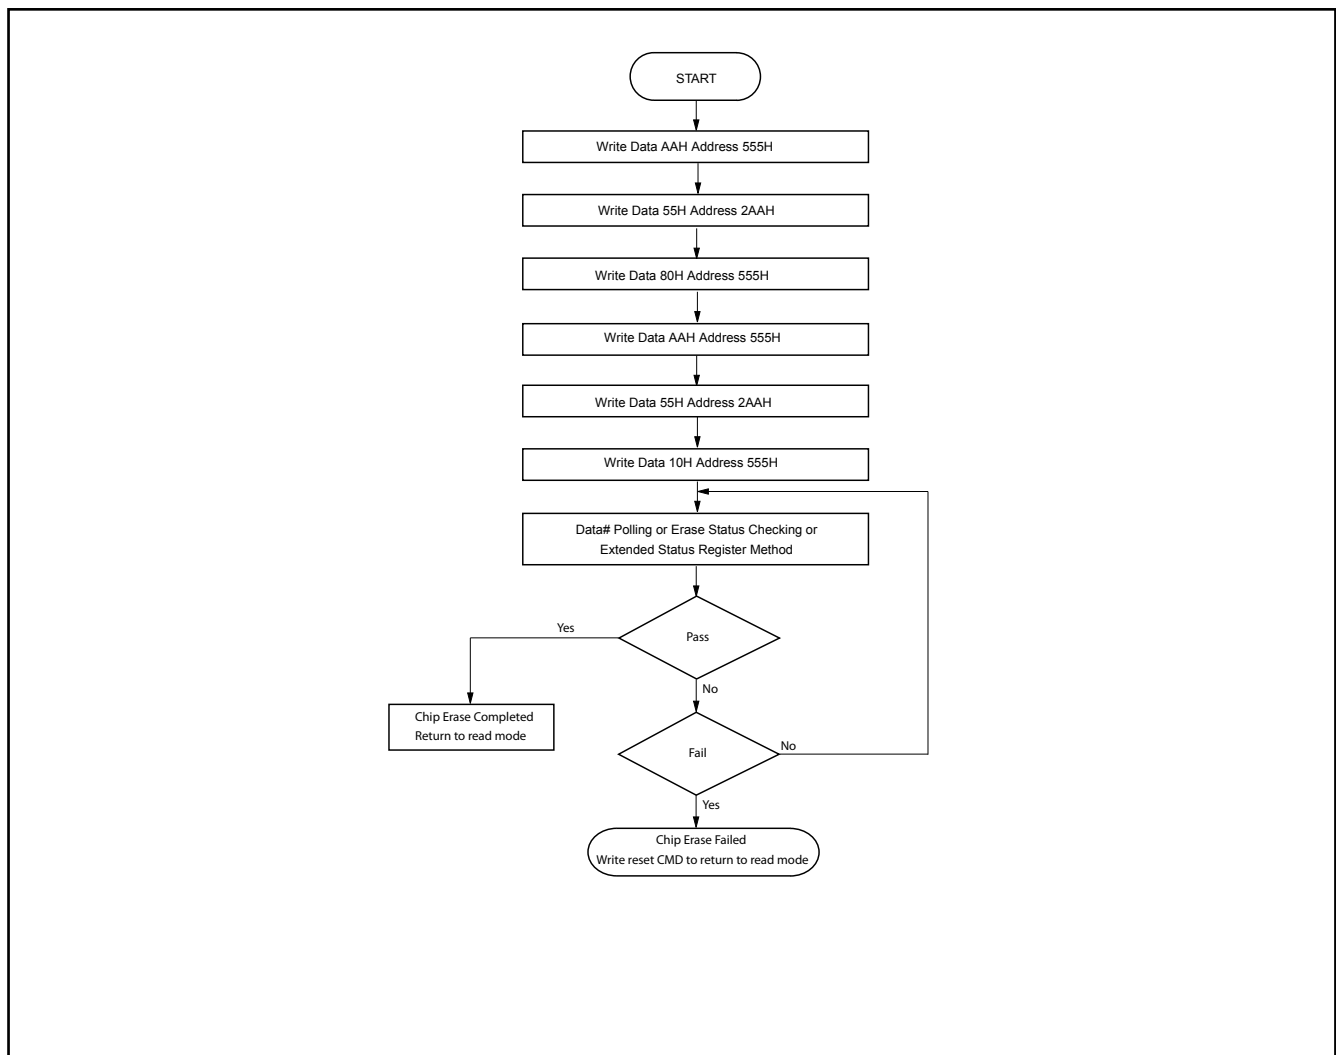 START
Write Data AAH Address 555H
Write Data 55H Address 2AAH
Write Data 80H Address 555H
Write Data AAH Address 555H
Write Data 55H Address 2AAH
Write Data 10H Address 555H
Data# Polling or Erase Status Checking or
Extended Status Register Method
Yes
Pass
No
Chip Erase Completed
Return to read mode
Fail
No
Yes
Chip Erase Failed
Write reset CMD to return to read mode